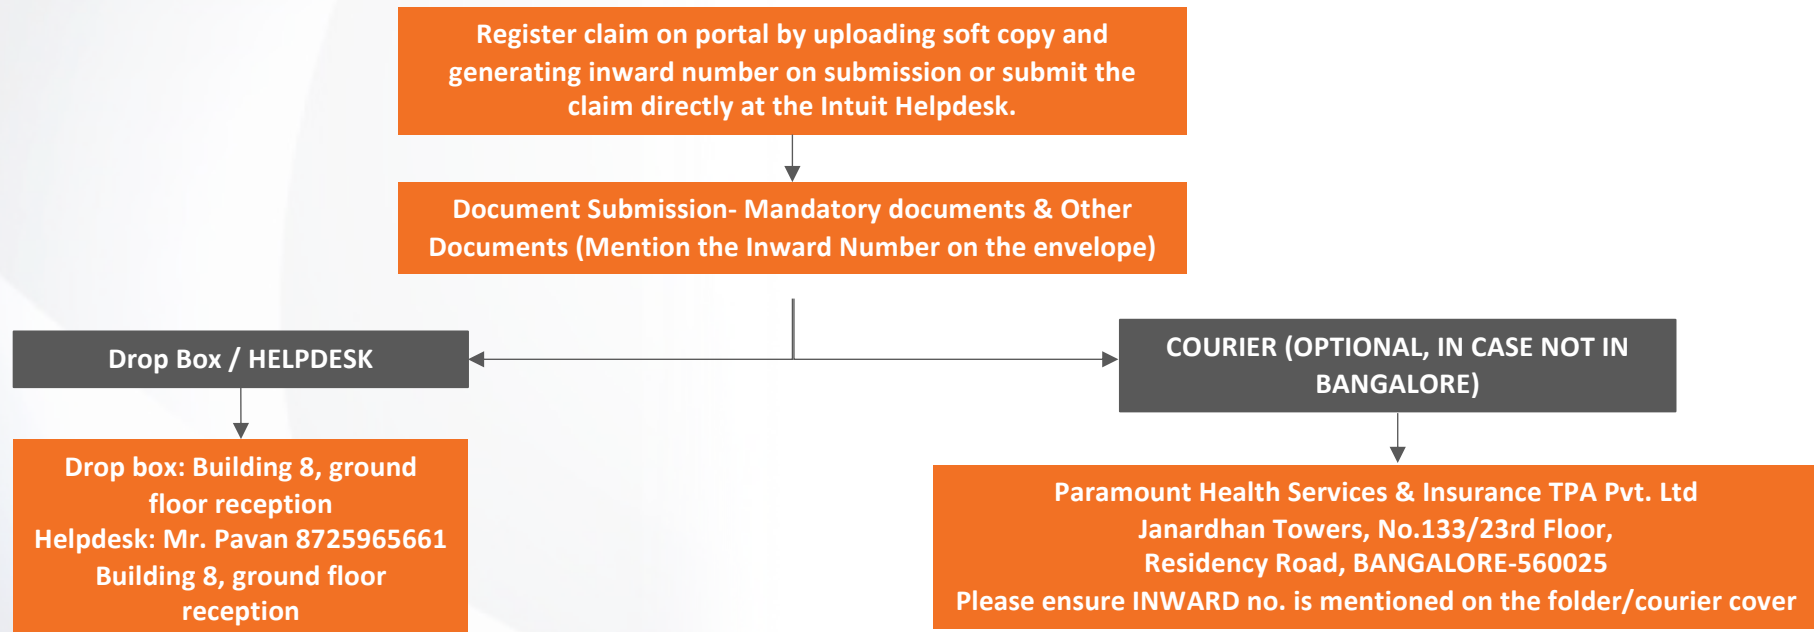 Register claim on portal by uploading soft copy and
generating inward number on submission or submit the
claim directly at the Intuit Helpdesk.
Document Submission- Mandatory documents & Other
Documents (Mention the Inward Number on the envelope)
Drop Box / HELPDESK
COURIER (OPTIONAL, IN CASE NOT IN
BANGALORE)
Drop box: Building 8, ground
floor reception
Helpdesk: Mr. Pavan 8725965661
Building 8, ground floor
reception
Paramount Health Services & Insurance TPA Pvt. Ltd
Janardhan Towers, No.133/23rd Floor,
Residency Road, BANGALORE-560025
Please ensure INWARD no. is mentioned on the folder/courier cover